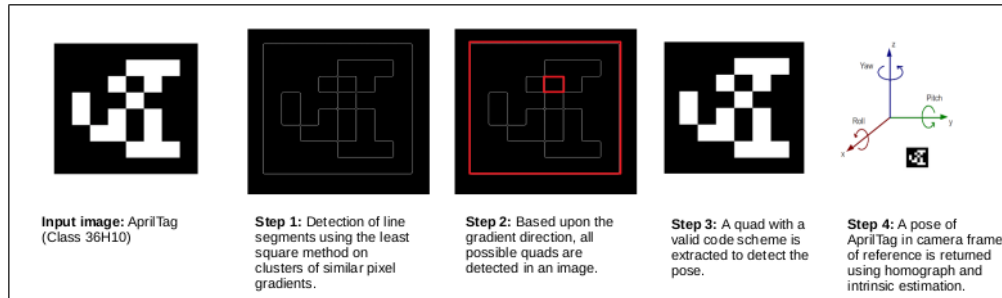 z
Yaw
Pitch
Roll
y
x
Input image: AprilTag
(Class 36H10)
Step 1: Detection of line
segments using the least
square method on
clusters of similar pixel
gradients.
Step 2: Based upon the
gradient direction, all
possible quads are
detected in an image.
Step 3: A quad with a
valid code scheme is
extracted to detect the
pose.
Step 4: A pose of
AprilTag in camera frame
of reference is returned
using homograph and
intrinsic estimation.